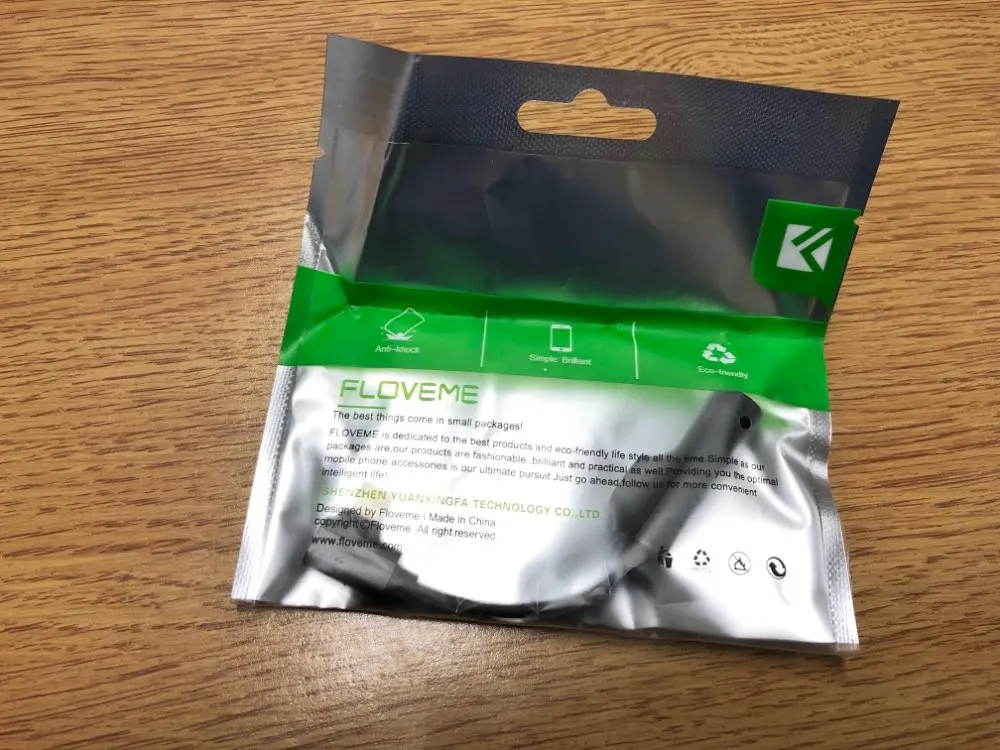 Anti-knock
Simple Brilliant
Eco-friendly
FLOVEME
The best things come in small packages!
FLOVEME is dedicated to the best products and eco-friendly life style all the time.Simple as our
packages are,our products are fashionable .brilliant and practical as well.Providing you the optimal
mobile phone accessories is our ultimate pursuit.Just go ahead,follow us for more convenient
intelligent life!
SHENZHEN YUANXINGFA TECHNOLOGY CO.,LTD.
Designed by Floveme | Made in China
copyright ©Floveme All right reserved.
www.floveme.com